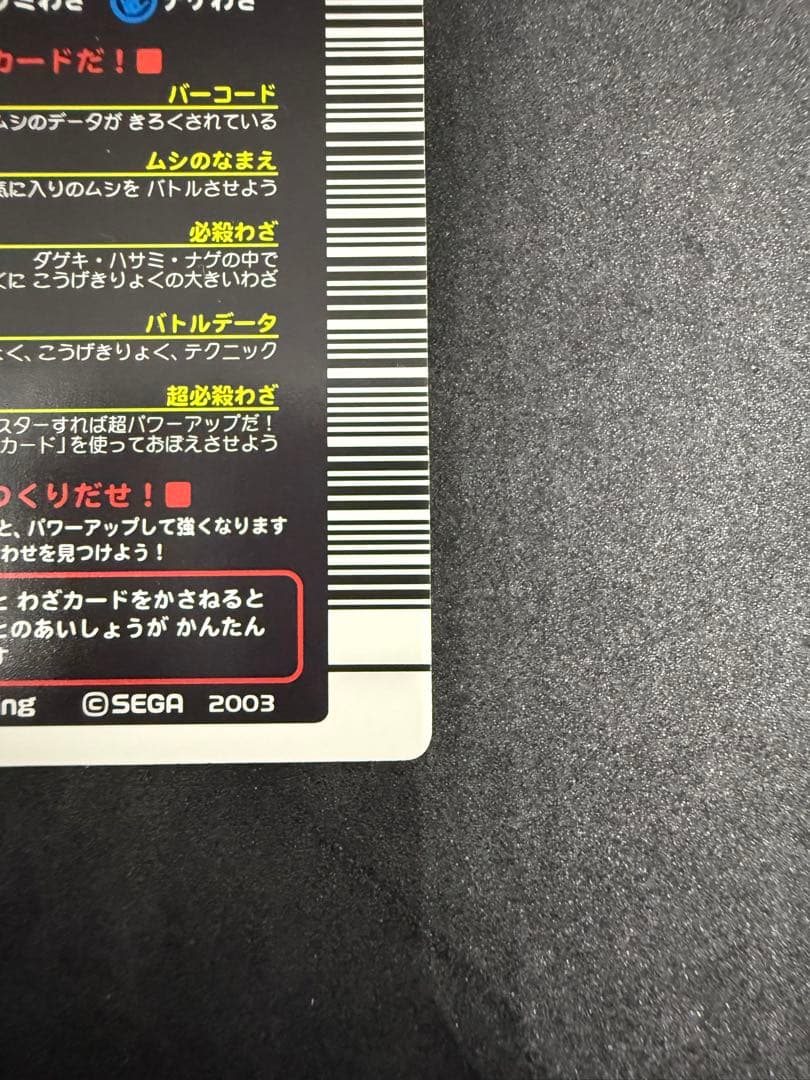 ナゲわざ
カードだ！
バーコード
ムシのデータが きろくされている
ムシのなまえ
気に入りのムシを バトルさせよう
必殺わざ
ダゲキ・ハサミ・ナゲの中で
くに こうげきりょくの大きいわざ
バトルデータ
く、こうげきりょく、テクニック
超必殺わざ
スターすれば超パワーアップだ！
カード」を使っておぼえさせよう
つくりだせ！
と、パワーアップして強くなります
わせを見つけよう！
と わざカードをかさねると
とのあいしょうが かんたん
す
ng ©SEGA 2003